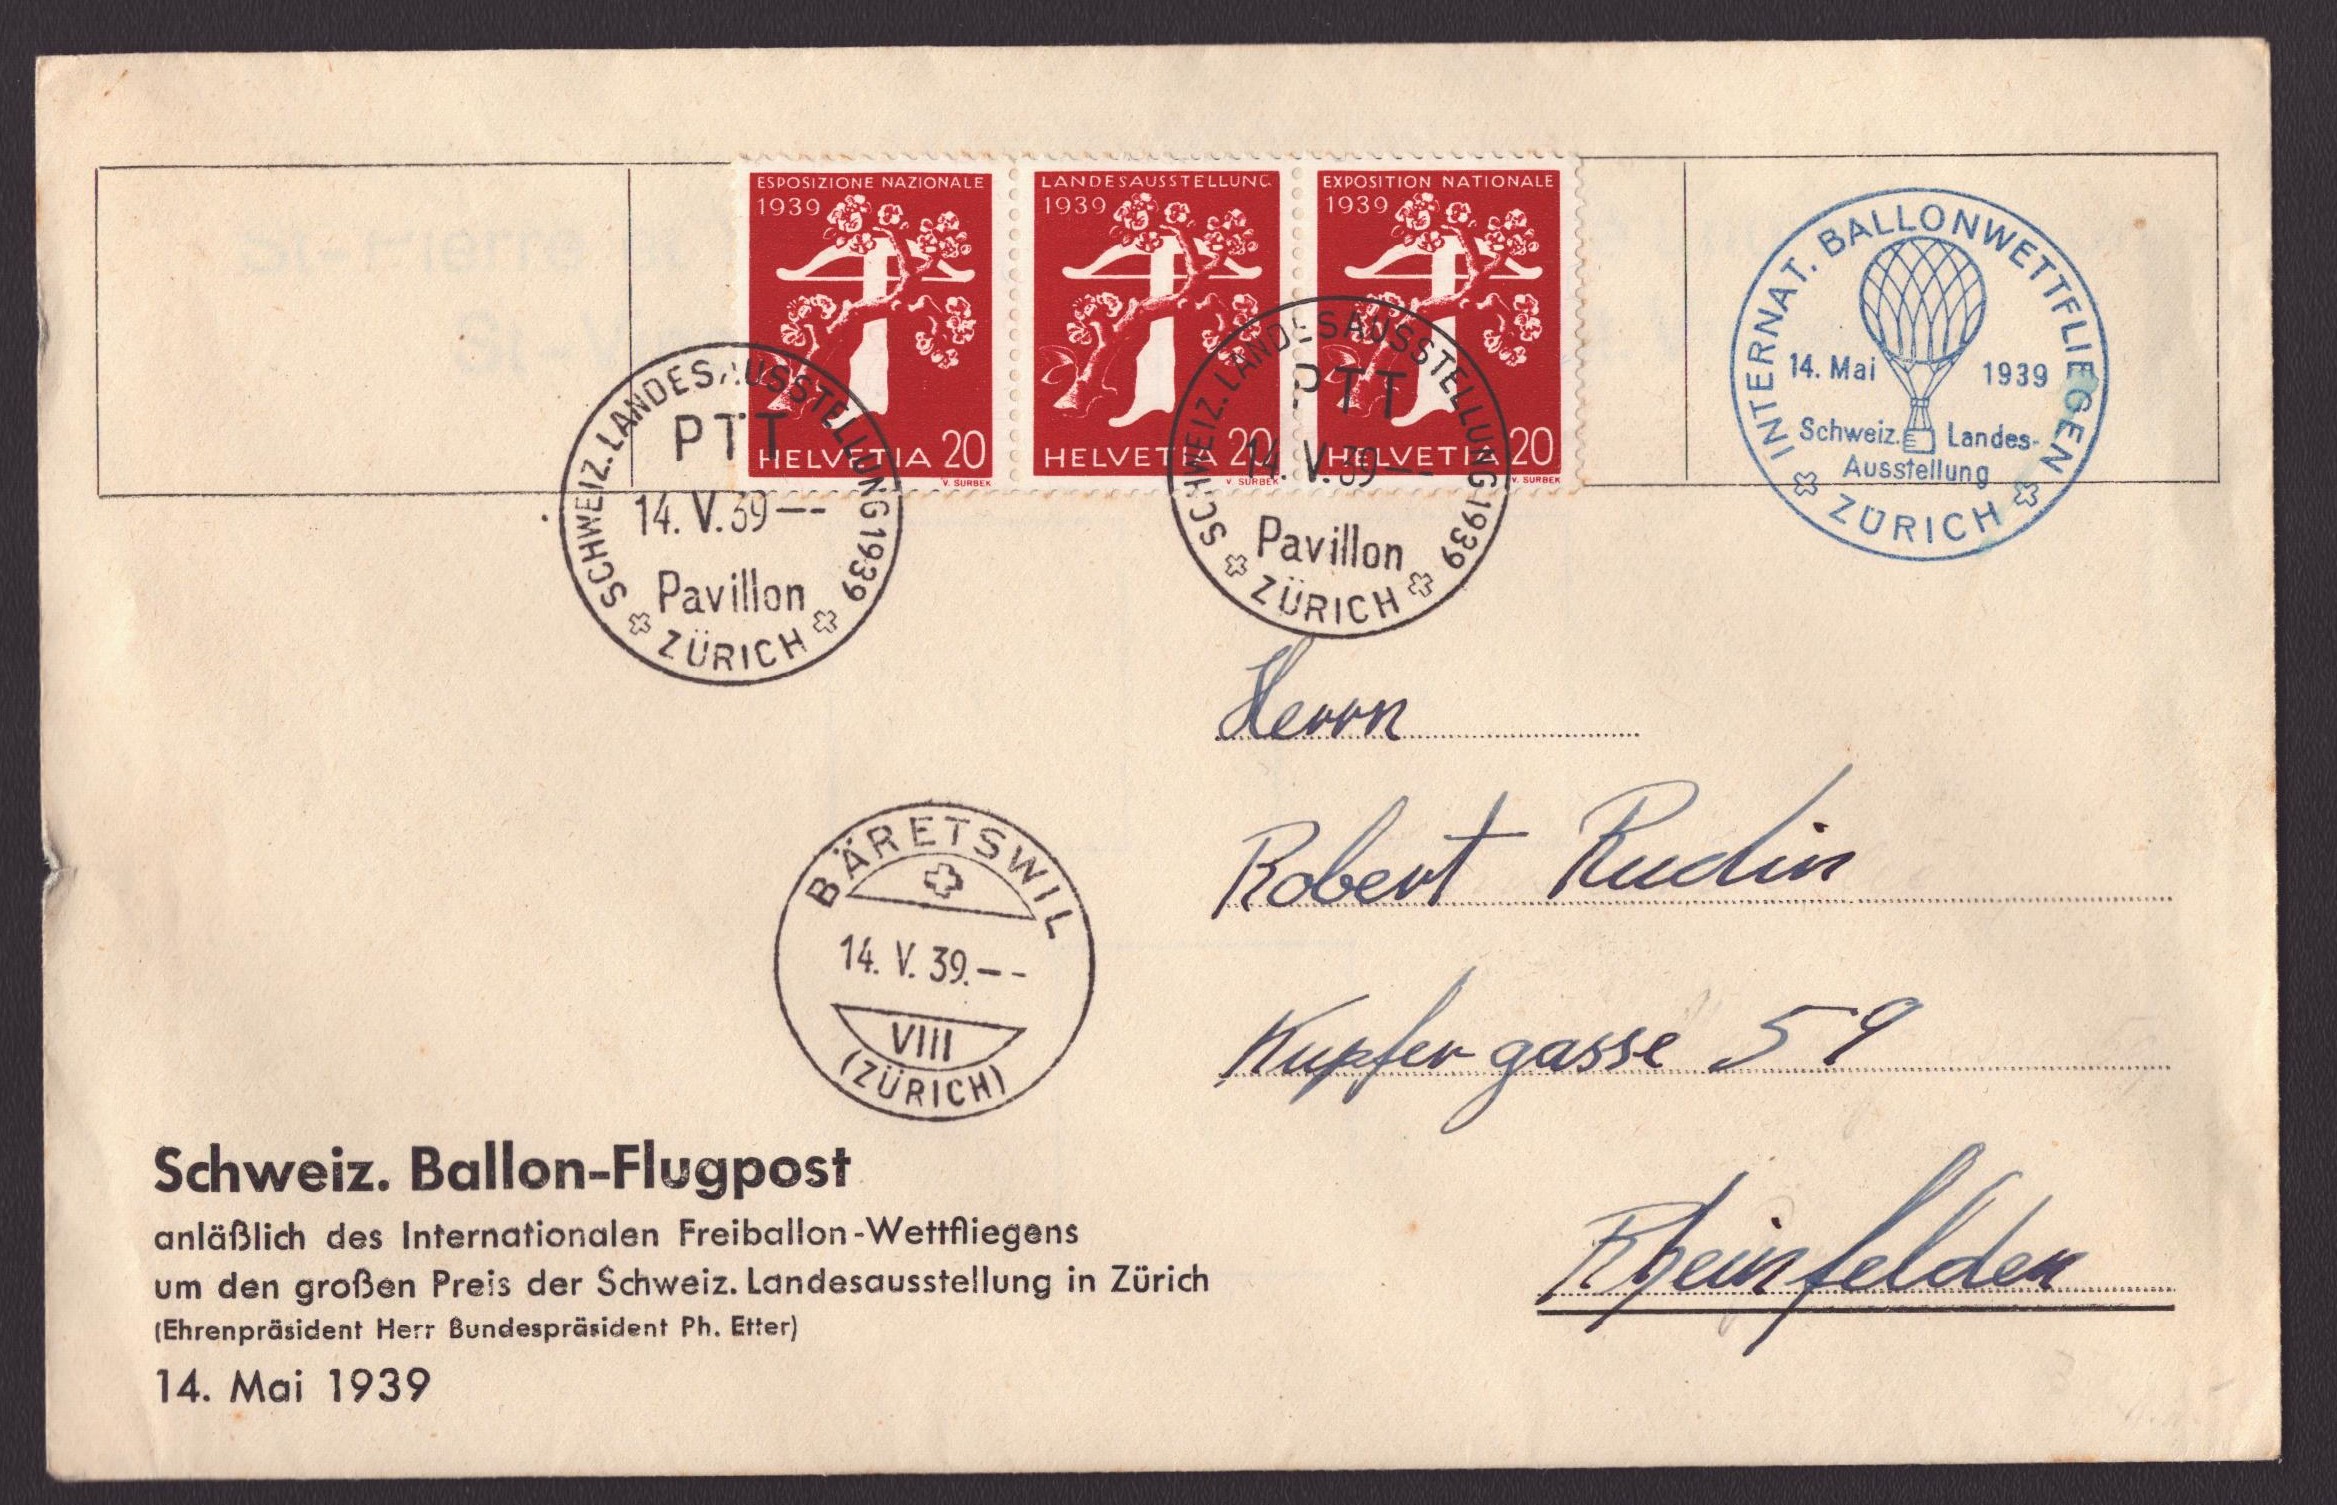 ESPOSIZIONE NAZIONALE
1939
HELVETIA 20
V. SURBEK
LANDESAUSSTELLUNG
1939
HELVETIA 20
V. SURBEK
EXPOSITION NATIONALE
1939
HELVETIA 20
V. SURBEK
INTERNAT. BALLONWETTFLIEGEN
14. Mai 1939
Schweiz. Landes-
Ausstellung
ZÜRICH
SCHWEIZ. LANDESAUSSTELLUNG 1939
PTT
14. V. 39--
Pavillon
ZÜRICH
SCHWEIZ. LANDESAUSSTELLUNG 1939
PTT
14. V. 39--
Pavillon
ZÜRICH
Herrn
Robert Rudin
Kupfergasse 59
Rheinfelden
BÄRETSWIL
14. V. 39.--
VIII
(ZÜRICH)
Schweiz. Ballon-Flugpost
anläßlich des Internationalen Freiballon-Wettfliegens
um den großen Preis der Schweiz. Landesausstellung in Zürich
(Ehrenpräsident Herr Bundespräsident Ph. Etter)
14. Mai 1939